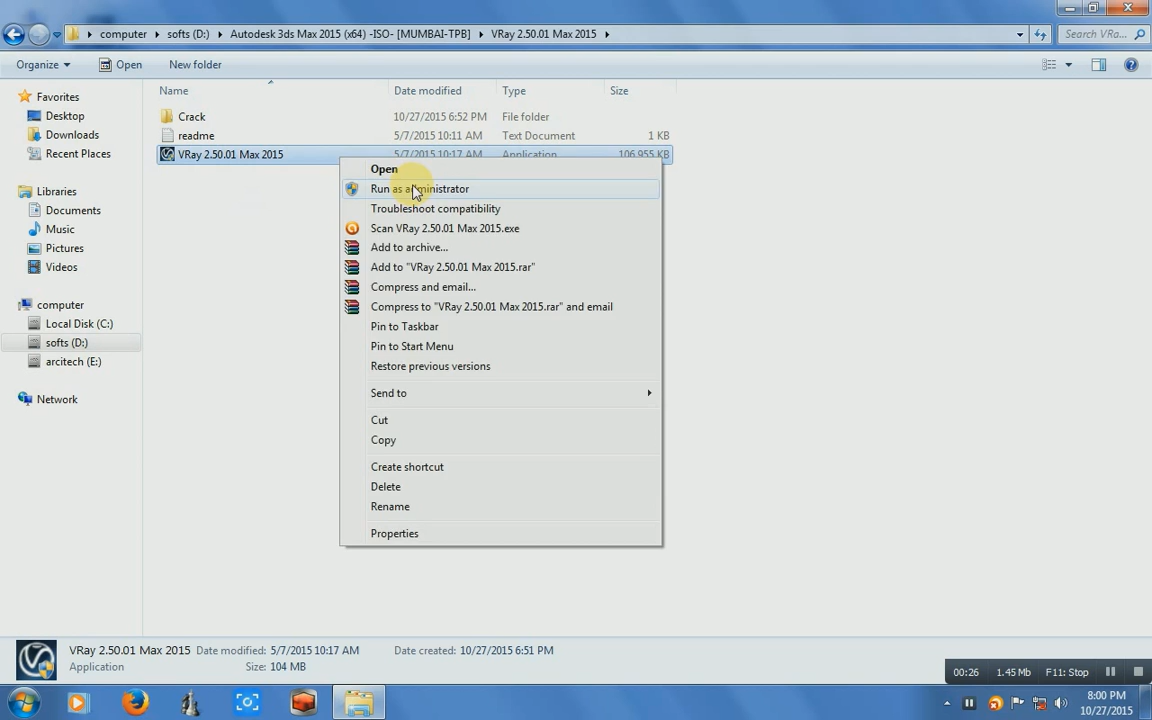 computer ▸ softs (D:) ▸ Autodesk 3ds Max 2015 (x64) -ISO- [MUMBAI-TPB] ▸ VRay 2.50.01 Max 2015 ▸
Search VRa...
Organize ▼ Open New folder
Name Date modified Type Size
Favorites
Desktop
Downloads
Recent Places
Libraries
Documents
Music
Pictures
Videos
computer
Local Disk (C:)
softs (D:)
arcitech (E:)
Network
Crack 10/27/2015 6:52 PM File folder
readme 5/7/2015 10:11 AM Text Document 1 KB
VRay 2.50.01 Max 2015 5/7/2015 10:17 AM Application 106,955 KB
Open
Run as administrator
Troubleshoot compatibility
Scan VRay 2.50.01 Max 2015.exe
Add to archive...
Add to "VRay 2.50.01 Max 2015.rar"
Compress and email...
Compress to "VRay 2.50.01 Max 2015.rar" and email
Pin to Taskbar
Pin to Start Menu
Restore previous versions
Send to
Cut
Copy
Create shortcut
Delete
Rename
Properties
VRay 2.50.01 Max 2015 Date modified: 5/7/2015 10:17 AM Date created: 10/27/2015 6:51 PM
Application Size: 104 MB
00:26 1.45 Mb F11: Stop
8:00 PM
10/27/2015